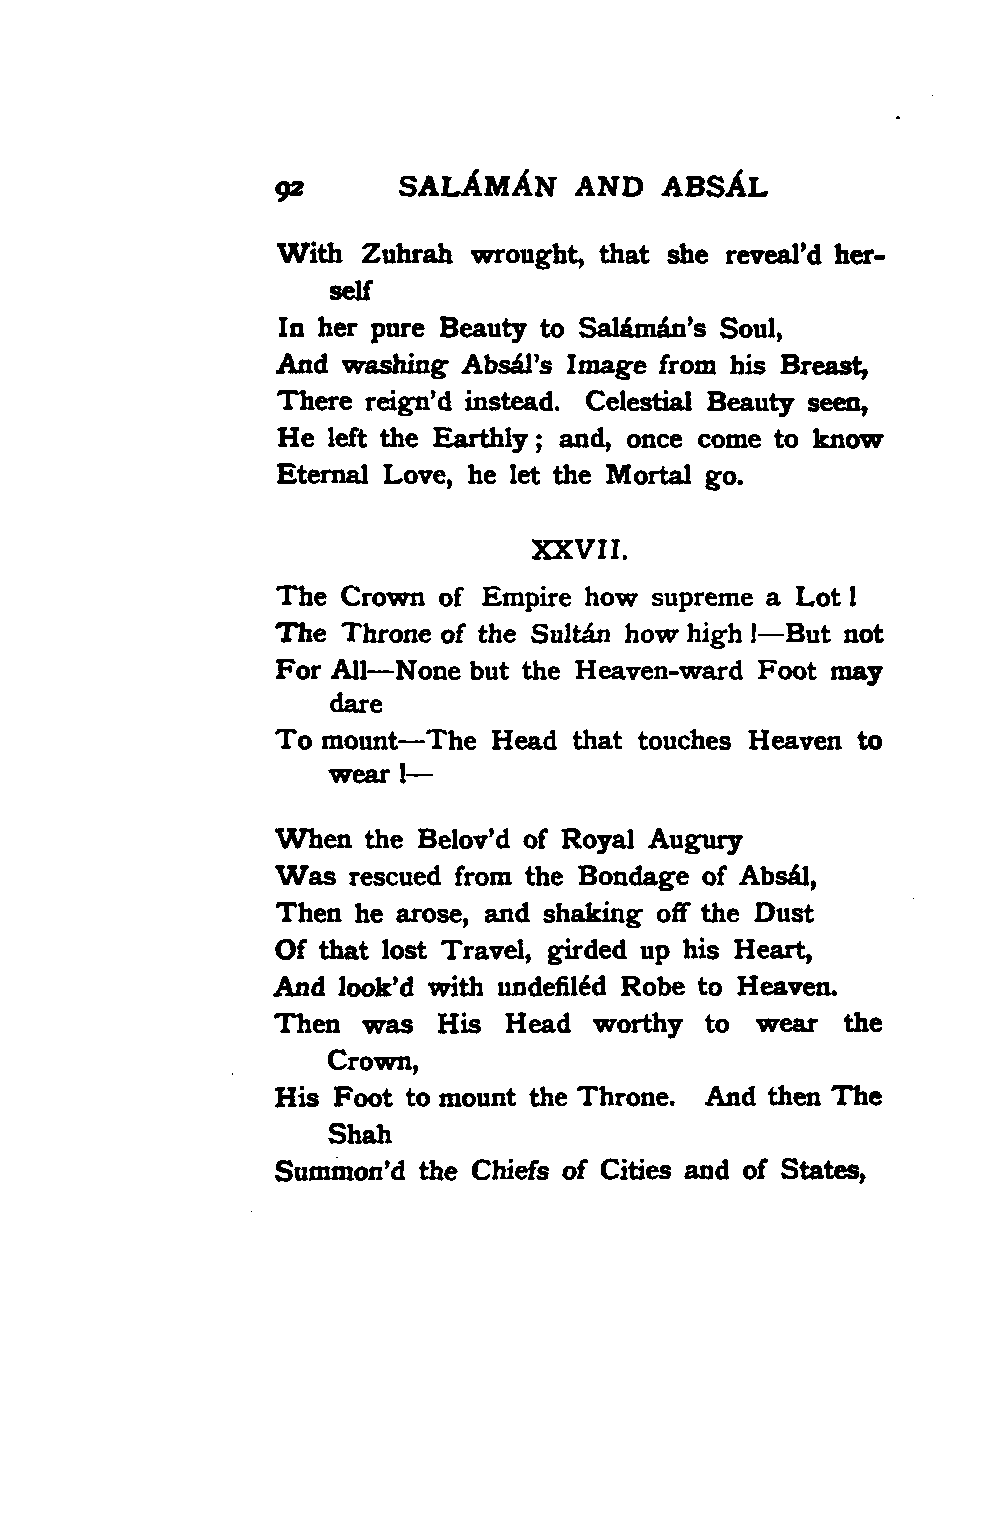 92 SALÁMÁN AND ABSÁL
With Zuhrah wrought, that she reveal'd her-
self
In her pure Beauty to Salámán's Soul,
And washing Absál's Image from his Breast,
There reign'd instead. Celestial Beauty seen,
He left the Earthly; and, once come to know
Eternal Love, he let the Mortal go.
XXVII.
The Crown of Empire how supreme a Lot!
The Throne of the Sultán how high!—But not
For All—None but the Heaven-ward Foot may
dare
To mount—The Head that touches Heaven to
wear!—
When the Belov'd of Royal Augury
Was rescued from the Bondage of Absál,
Then he arose, and shaking off the Dust
Of that lost Travel, girded up his Heart,
And look'd with undefiléd Robe to Heaven.
Then was His Head worthy to wear the
Crown,
His Foot to mount the Throne. And then The
Shah
Summon'd the Chiefs of Cities and of States,